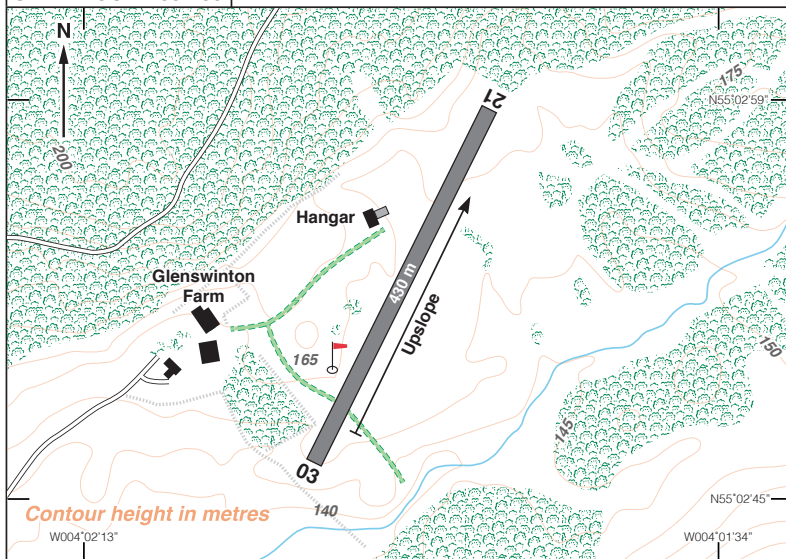 N
175
N55°02'59"
21
200
Hangar
430 m
Glenswinton
Farm
Upslope
165
150
145
03
N55°02'45"
140
Contour height in metres
W004°02'13"
W004°01'34"